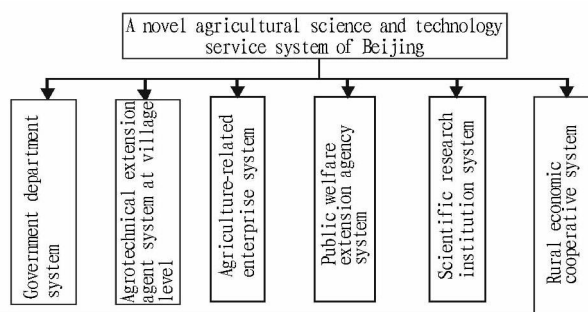 A novel agricultural science and technology
service system of Beijing
Government department
system
Agrotechnical extension
agent system at village
level
Agriculture-related
enterprise system
Public welfare
extension agency
system
Scientific research
institution system
Rural economic
cooperative system